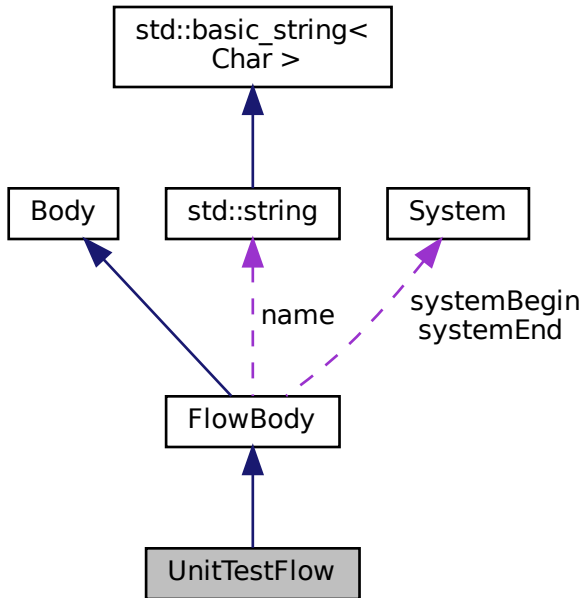 std::basic_string<
Char >
Body
std::string
System
name
systemBegin
systemEnd
FlowBody
UnitTestFlow